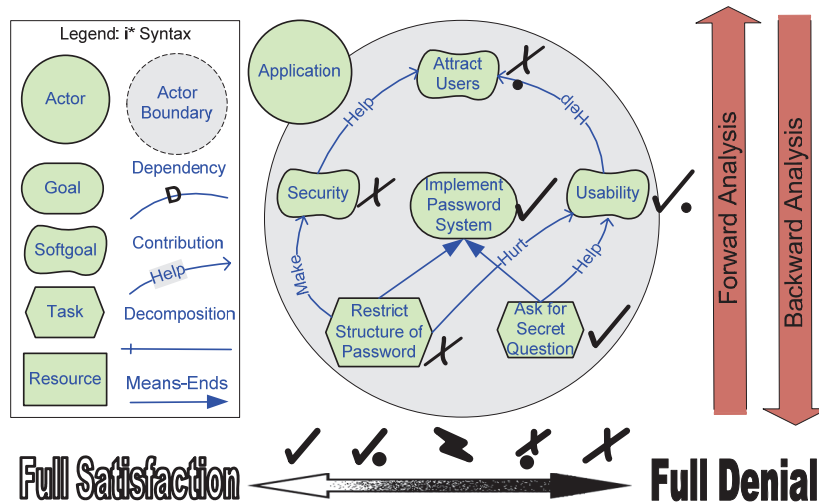 Legend: i* Syntax
Actor
Actor
Boundary
Goal
Dependency
D
Softgoal
Contribution
Help
Task
Decomposition
Resource
Means-Ends
Application
Attract
Users
Help
Help
Security
Implement
Password
System
Usability
Make
Hurt
Help
Restrict
Structure of
Password
Ask for
Secret
Question
Forward Analysis
Backward Analysis
Full Satisfaction
Full Denial